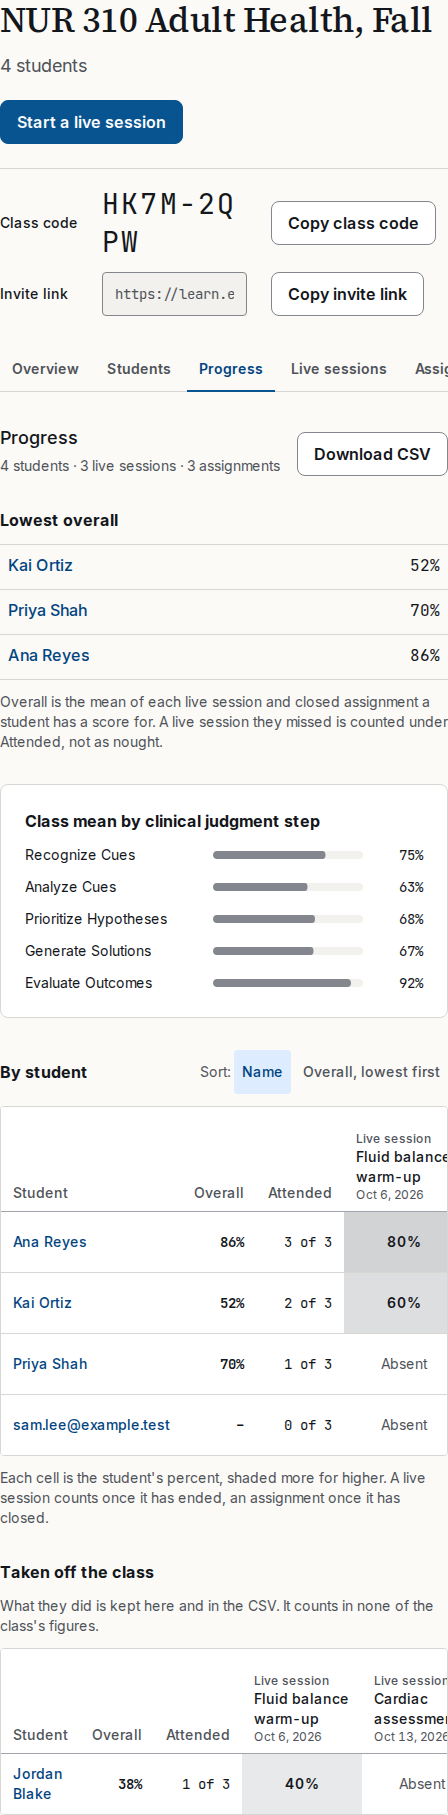 NUR 310 Adult Health, Fall
4 students
Start a live session
Class code
HK7M-2Q
PW
Copy class code
Invite link
https://learn.e
Copy invite link
Overview Students Progress Live sessions Assig
Progress
4 students · 3 live sessions · 3 assignments
Download CSV
Lowest overall
Kai Ortiz 52%
Priya Shah 70%
Ana Reyes 86%
Overall is the mean of each live session and closed assignment a
student has a score for. A live session they missed is counted under
Attended, not as nought.
Class mean by clinical judgment step
Recognize Cues 75%
Analyze Cues 63%
Prioritize Hypotheses 68%
Generate Solutions 67%
Evaluate Outcomes 92%
By student
Sort: Name Overall, lowest first
Live session
Fluid balance
warm-up
Student Overall Attended Oct 6, 2026
Ana Reyes 86% 3 of 3 80%
Kai Ortiz 52% 2 of 3 60%
Priya Shah 70% 1 of 3 Absent
sam.lee@example.test – 0 of 3 Absent
Each cell is the student's percent, shaded more for higher. A live
session counts once it has ended, an assignment once it has
closed.
Taken off the class
What they did is kept here and in the CSV. It counts in none of the
class's figures.
Live session Live session
Fluid balance Cardiac
warm-up assessmen
Student Overall Attended Oct 6, 2026 Oct 13, 2026
Jordan
Blake 38% 1 of 3 40% Absent